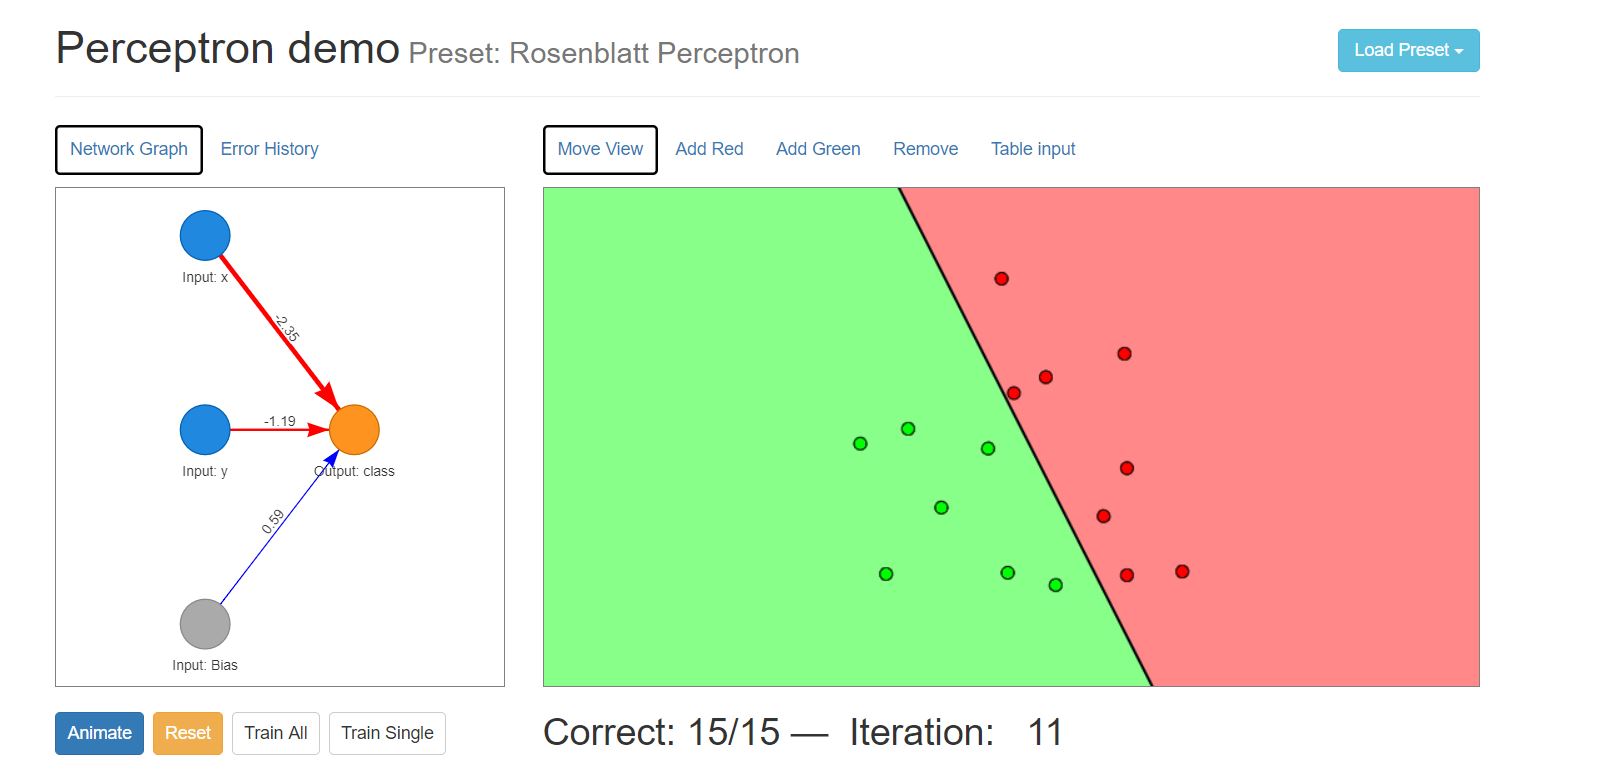 Perceptron demo Preset: Rosenblatt Perceptron
Load Preset
Network Graph Error History
Move View Add Red Add Green Remove Table input
Input: x
-2.35
-1.19
Input: y
Output: class
0.59
Input: Bias
Animate Reset Train All Train Single
Correct: 15/15 — Iteration: 11